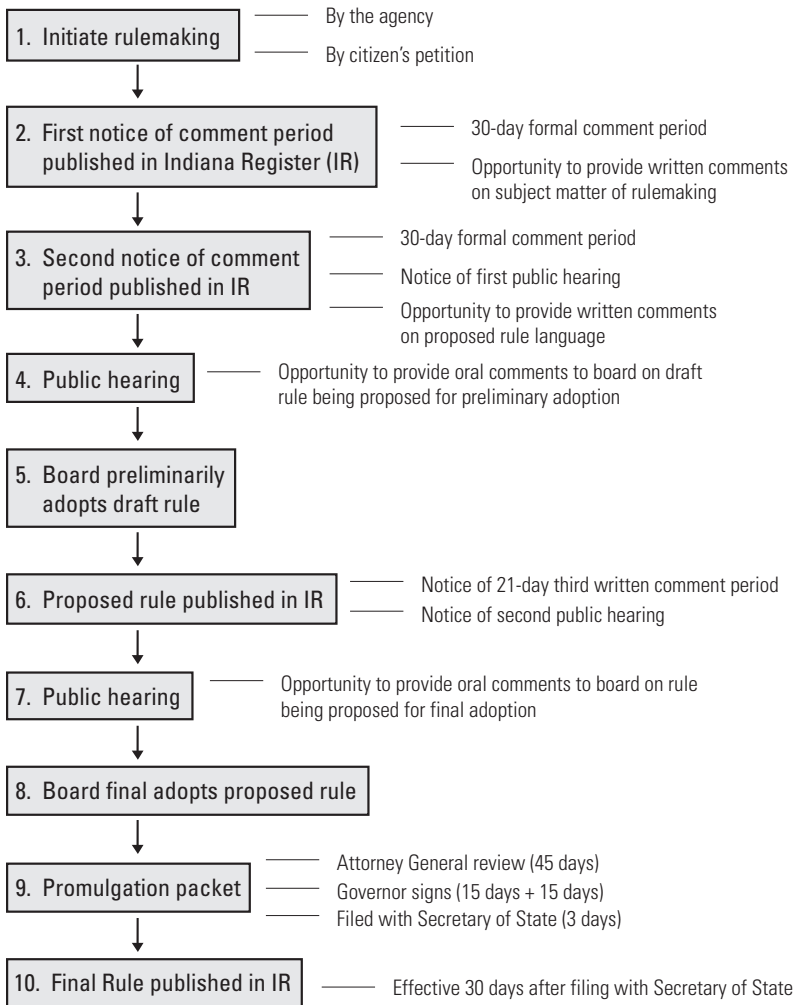 1. Initiate rulemaking
By the agency
By citizen's petition
2. First notice of comment period
published in Indiana Register (IR)
30-day formal comment period
Opportunity to provide written comments
on subject matter of rulemaking
3. Second notice of comment
period published in IR
30-day formal comment period
Notice of first public hearing
Opportunity to provide written comments
on proposed rule language
4. Public hearing
Opportunity to provide oral comments to board on draft
rule being proposed for preliminary adoption
5. Board preliminarily
adopts draft rule
6. Proposed rule published in IR
Notice of 21-day third written comment period
Notice of second public hearing
7. Public hearing
Opportunity to provide oral comments to board on rule
being proposed for final adoption
8. Board final adopts proposed rule
9. Promulgation packet
Attorney General review (45 days)
Governor signs (15 days + 15 days)
Filed with Secretary of State (3 days)
10. Final Rule published in IR
Effective 30 days after filing with Secretary of State